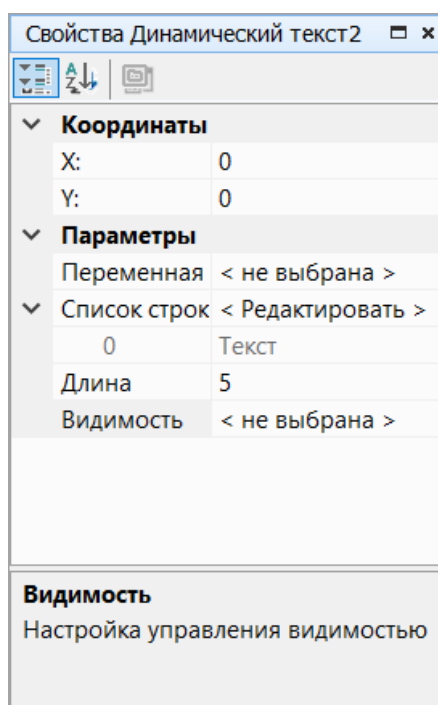 Свойства Динамический текст2
Координаты
X: 0
Y: 0
Параметры
Переменная < не выбрана >
Список строк < Редактировать >
0 Текст
Длина 5
Видимость < не выбрана >
Видимость
Настройка управления видимостью